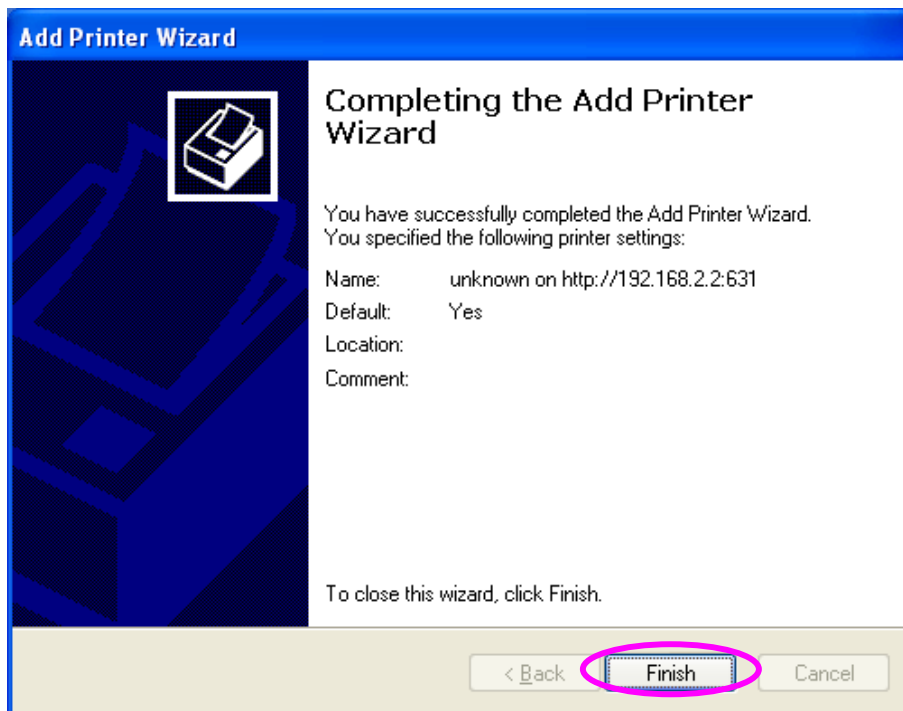 Add Printer Wizard
Completing the Add Printer
Wizard
You have successfully completed the Add Printer Wizard.
You specified the following printer settings:
Name: unknown on http://192.168.2.2:631
Default: Yes
Location:
Comment:
To close this wizard, click Finish.
< Back Finish Cancel